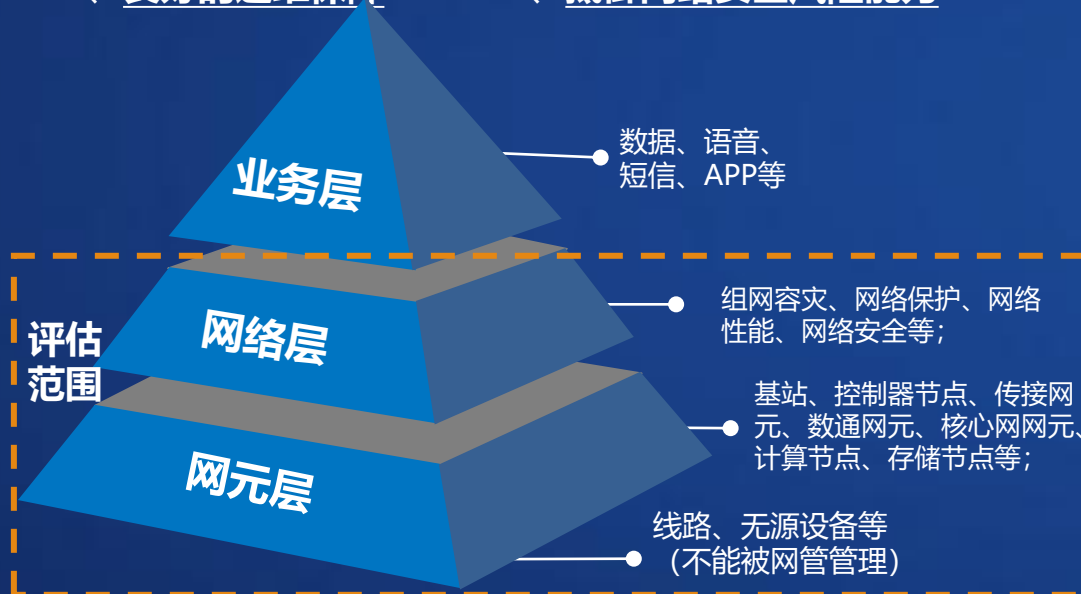 数据、语音、
短信、APP等
业务层
组网容灾、网络保护、网络
性能、网络安全等；
网络层
评估
范围
基站、控制器节点、传接网
元、数通网元、核心网网元、
计算节点、存储节点等；
网元层
线路、无源设备等
（不能被网管管理）